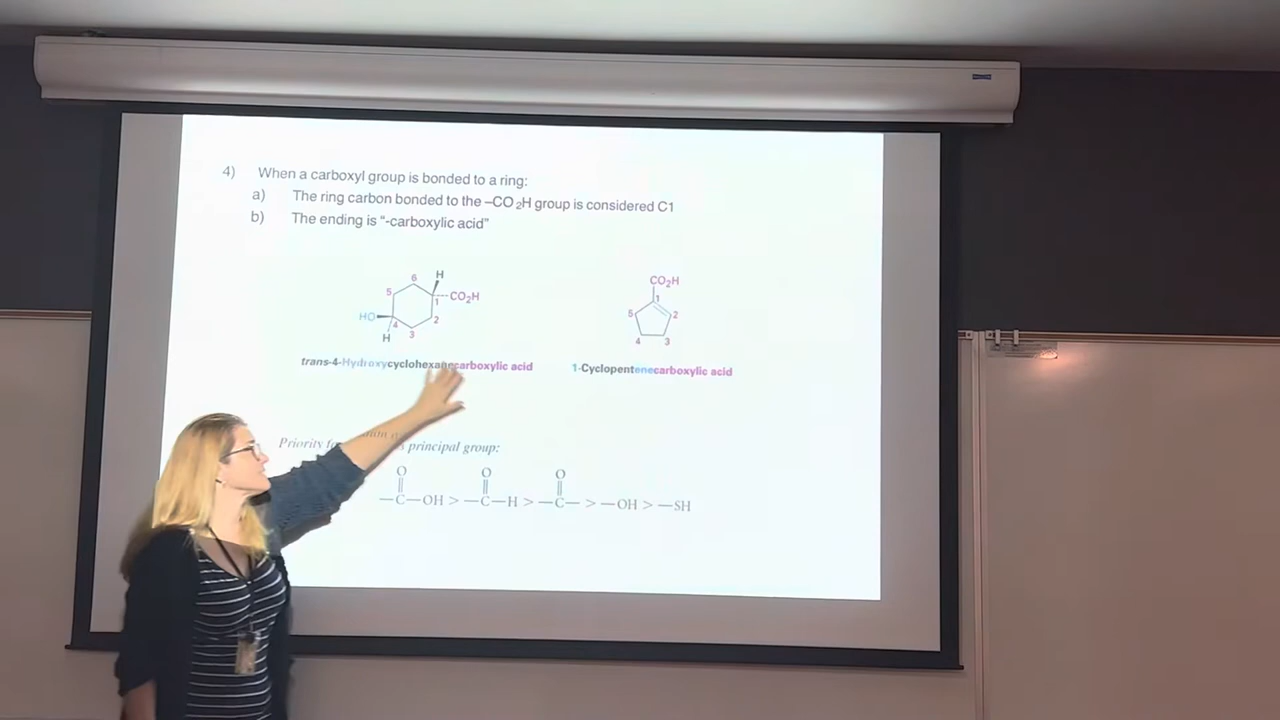 4) When a carboxyl group is bonded to a ring:
a) The ring carbon bonded to the –CO₂H group is considered C1
b) The ending is “-carboxylic acid”
6 H
5 1 CO₂H
HO 4 3 2
H
trans-4-Hydroxycyclohexanecarboxylic acid
CO₂H
1
5 2
4 3
1-Cyclopentenecarboxylic acid
Priority principal group:
O O O
—C—OH > —C—H > —C— > —OH > —SH